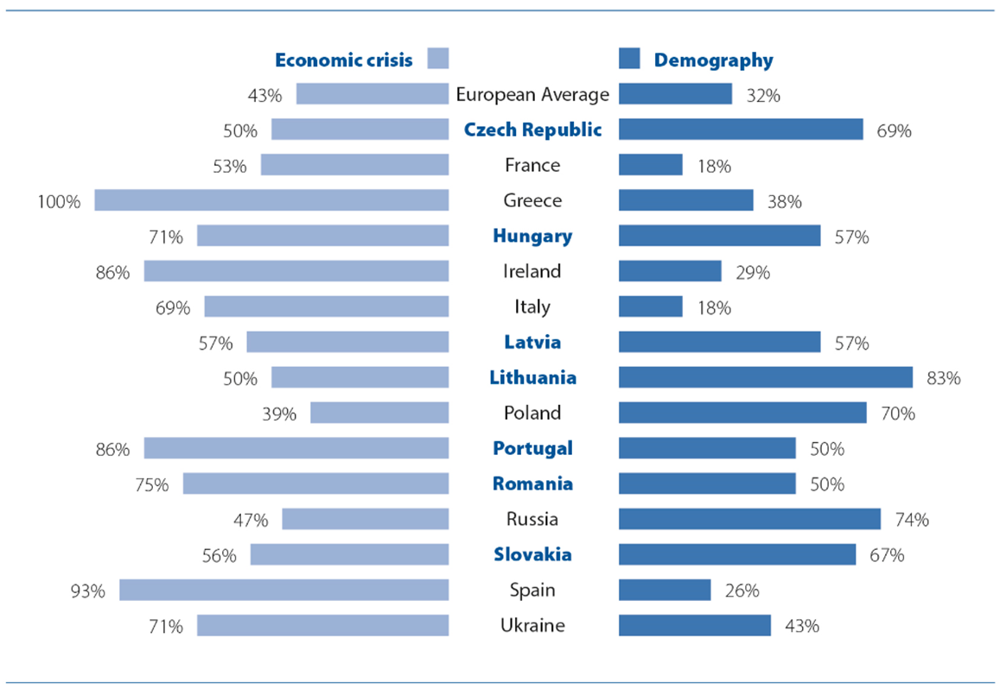 Economic crisis Demography
43% European Average 32%
50% Czech Republic 69%
53% France 18%
100% Greece 38%
71% Hungary 57%
86% Ireland 29%
69% Italy 18%
57% Latvia 57%
50% Lithuania 83%
39% Poland 70%
86% Portugal 50%
75% Romania 50%
47% Russia 74%
56% Slovakia 67%
93% Spain 26%
71% Ukraine 43%